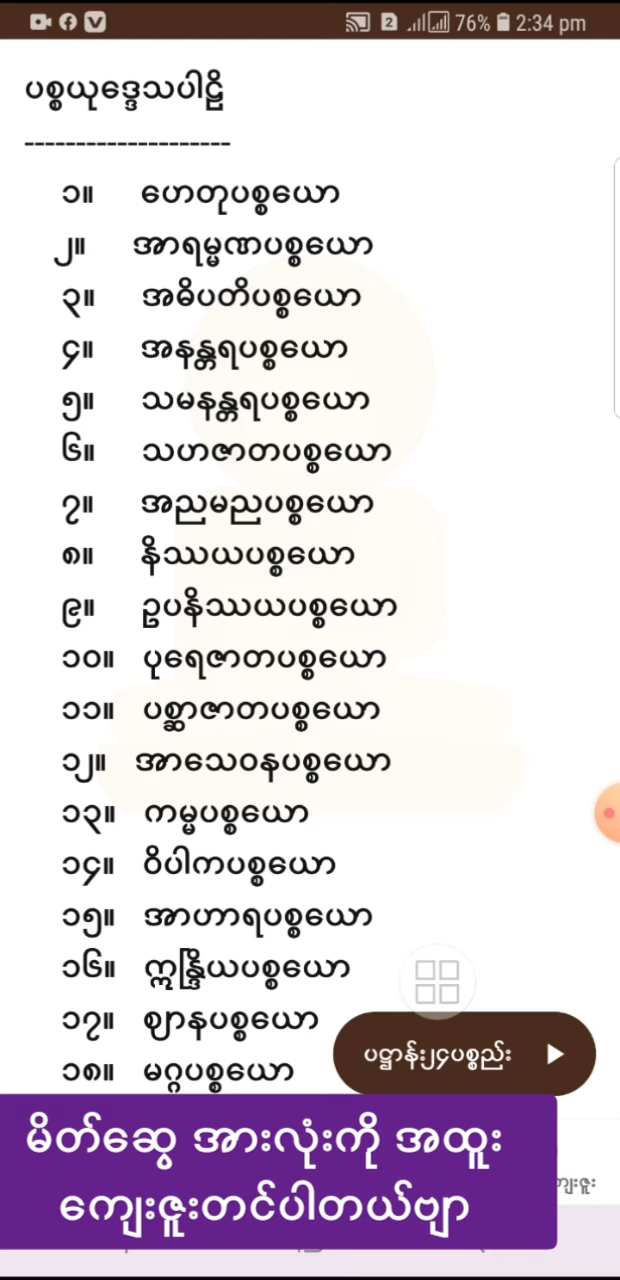 2 76% 2:34 pm
ပစ္စယုဒ္ဒေသပါဠိ
--------------------
၁။ ဟေတုပစ္စယော
၂။ အာရမ္မဏပစ္စယော
၃။ အဓိပတိပစ္စယော
၄။ အနန္တရပစ္စယော
၅။ သမနန္တရပစ္စယော
၆။ သဟဇာတပစ္စယော
၇။ အညမညပစ္စယော
၈။ နိဿယပစ္စယော
၉။ ဥပနိဿယပစ္စယော
၁၀။ ပုရေဇာတပစ္စယော
၁၁။ ပစ္ဆာဇာတပစ္စယော
၁၂။ အာသေဝနပစ္စယော
၁၃။ ကမ္မပစ္စယော
၁၄။ ဝိပါကပစ္စယော
၁၅။ အာဟာရပစ္စယော
၁၆။ ဣန္ဒြိယပစ္စယော
၁၇။ ဈာနပစ္စယော
ပဋ္ဌာန်း၂၄ပစ္စည်း
၁၈။ မဂ္ဂပစ္စယော
မိတ်ဆွေ အားလုံးကို အထူး
ကျေးဇူးတင်ပါတယ်ဗျာ